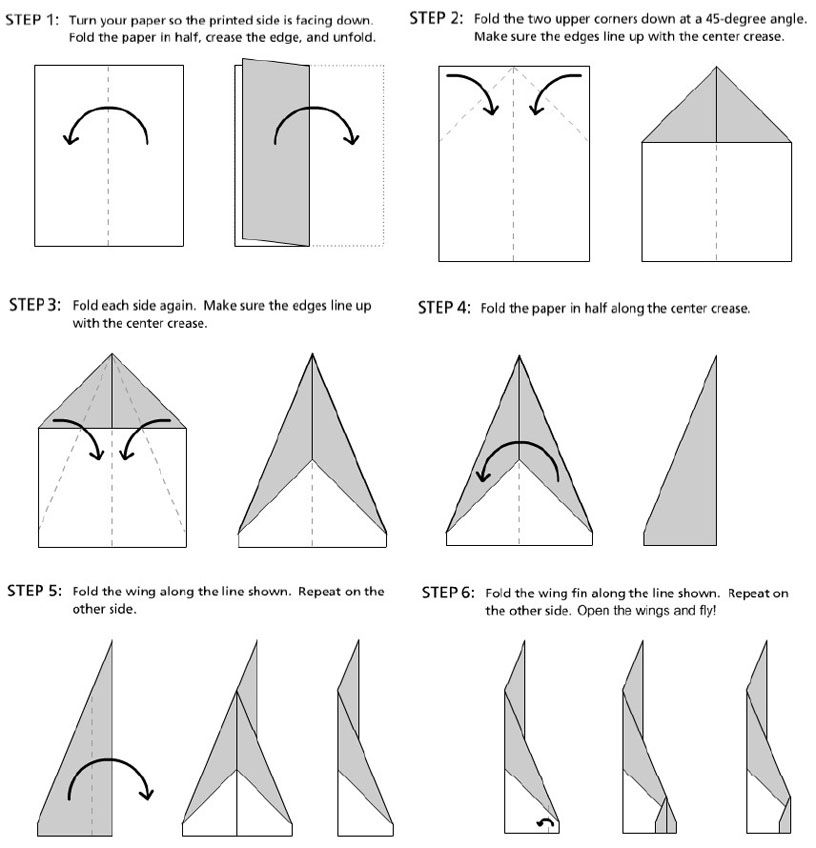 STEP 1: Turn your paper so the printed side is facing down.
Fold the paper in half, crease the edge, and unfold.
STEP 2: Fold the two upper corners down at a 45-degree angle.
Make sure the edges line up with the center crease.
STEP 3: Fold each side again. Make sure the edges line up
with the center crease.
STEP 4: Fold the paper in half along the center crease.
STEP 5: Fold the wing along the line shown. Repeat on the
other side.
STEP 6: Fold the wing fin along the line shown. Repeat on
the other side. Open the wings and fly!